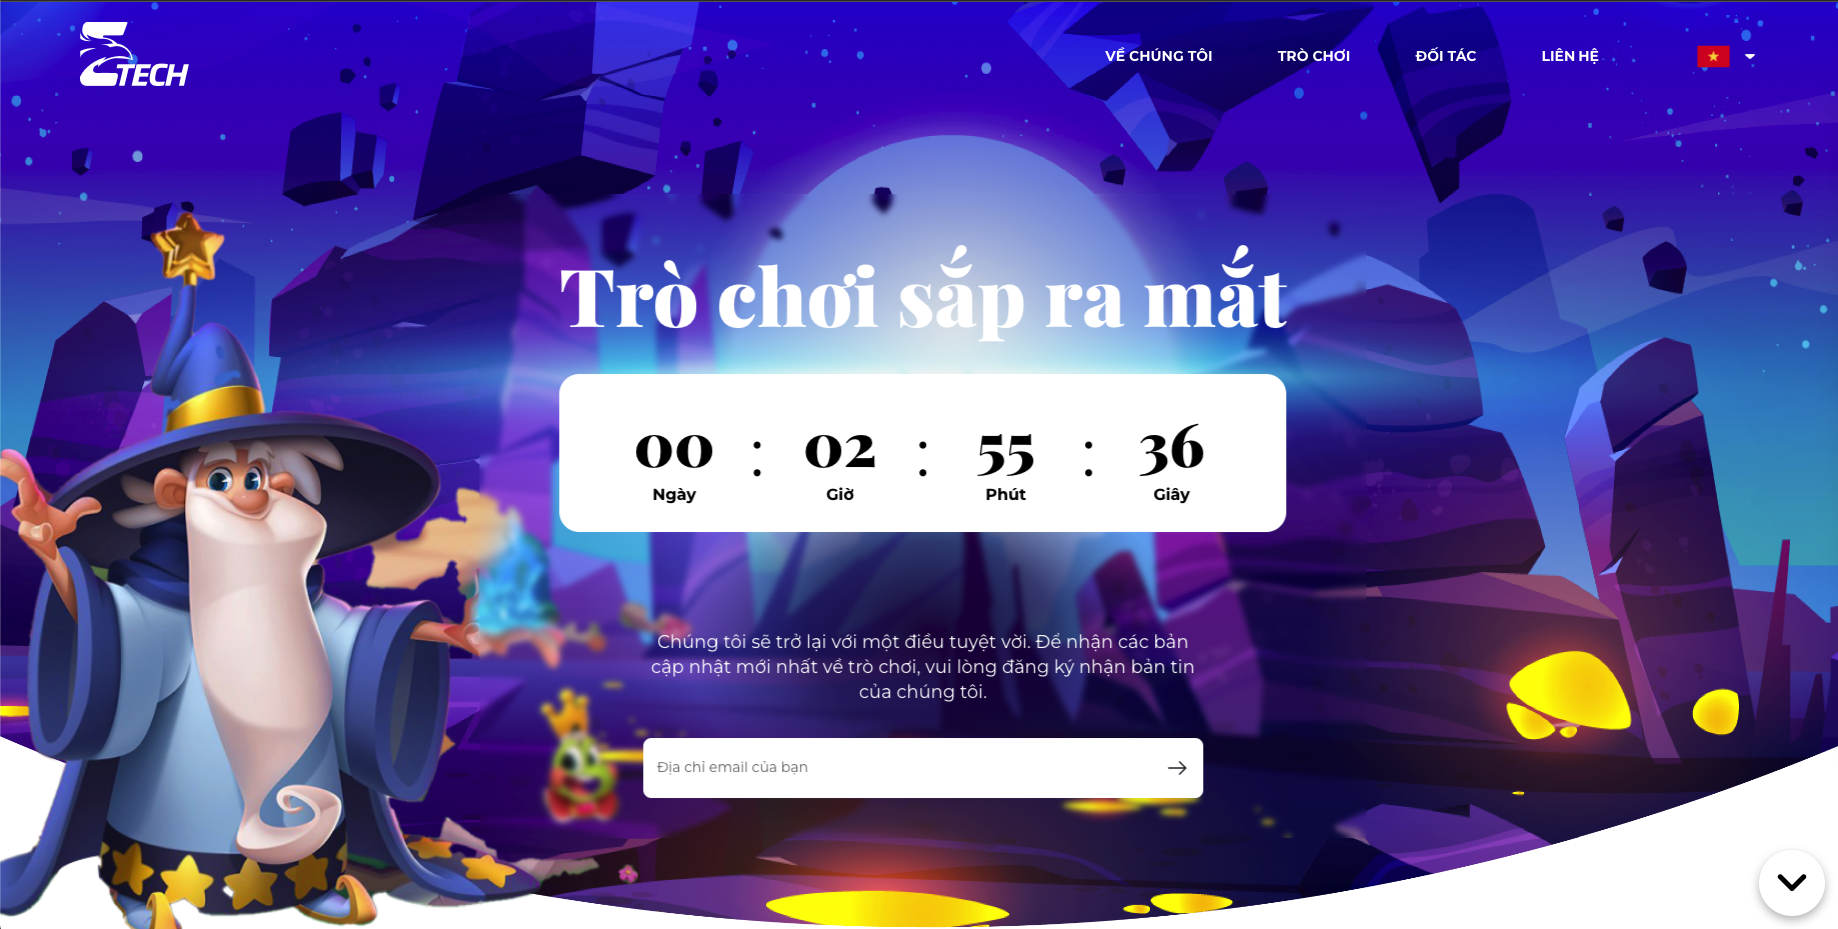 TECH
VỀ CHÚNG TÔI
TRÒ CHƠI
ĐỐI TÁC
LIÊN HỆ
Trò chơi sắp ra mắt
00 : 02 : 55 : 36
Ngày Giờ Phút Giây
Chúng tôi sẽ trở lại với một điều tuyệt vời. Để nhận các bản
cập nhật mới nhất về trò chơi, vui lòng đăng ký nhận bản tin
của chúng tôi.
Địa chỉ email của bạn